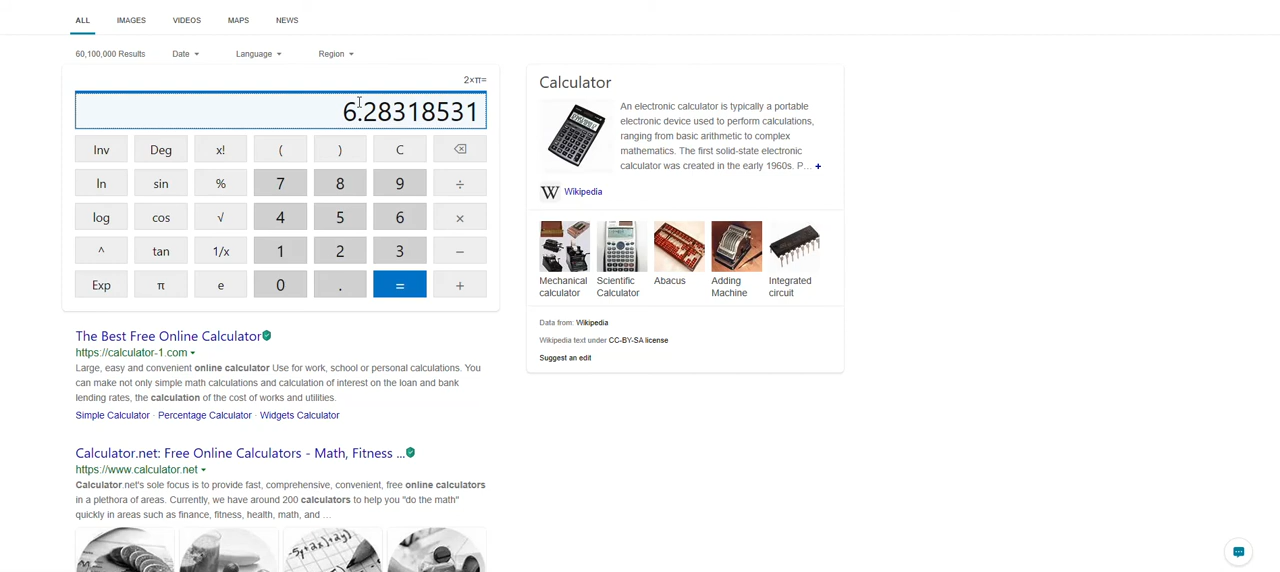 ALL IMAGES VIDEOS MAPS NEWS
60,100,000 Results Date Language Region
2×π=
6.28318531
Inv Deg x! ( ) C
ln sin % 7 8 9 ÷
log cos √ 4 5 6 ×
^ tan 1/x 1 2 3 −
Exp π e 0 . = +
The Best Free Online Calculator
https://calculator-1.com
Large, easy and convenient online calculator Use for work, school or personal calculations. You
can make not only simple math calculations and calculation of interest on the loan and bank
lending rates, the calculation of the cost of works and utilities.
Simple Calculator · Percentage Calculator · Widgets Calculator
Calculator.net: Free Online Calculators - Math, Fitness ...
https://www.calculator.net
Calculator.net's sole focus is to provide fast, comprehensive, convenient, free online calculators
in a plethora of areas. Currently, we have around 200 calculators to help you "do the math"
quickly in areas such as finance, fitness, health, math, and ...
Calculator
An electronic calculator is typically a portable
electronic device used to perform calculations,
ranging from basic arithmetic to complex
mathematics. The first solid-state electronic
calculator was created in the early 1960s. P... +
W Wikipedia
Mechanical calculator
Scientific Calculator
Abacus
Adding Machine
Integrated circuit
Data from: Wikipedia
Wikipedia text under CC-BY-SA license
Suggest an edit